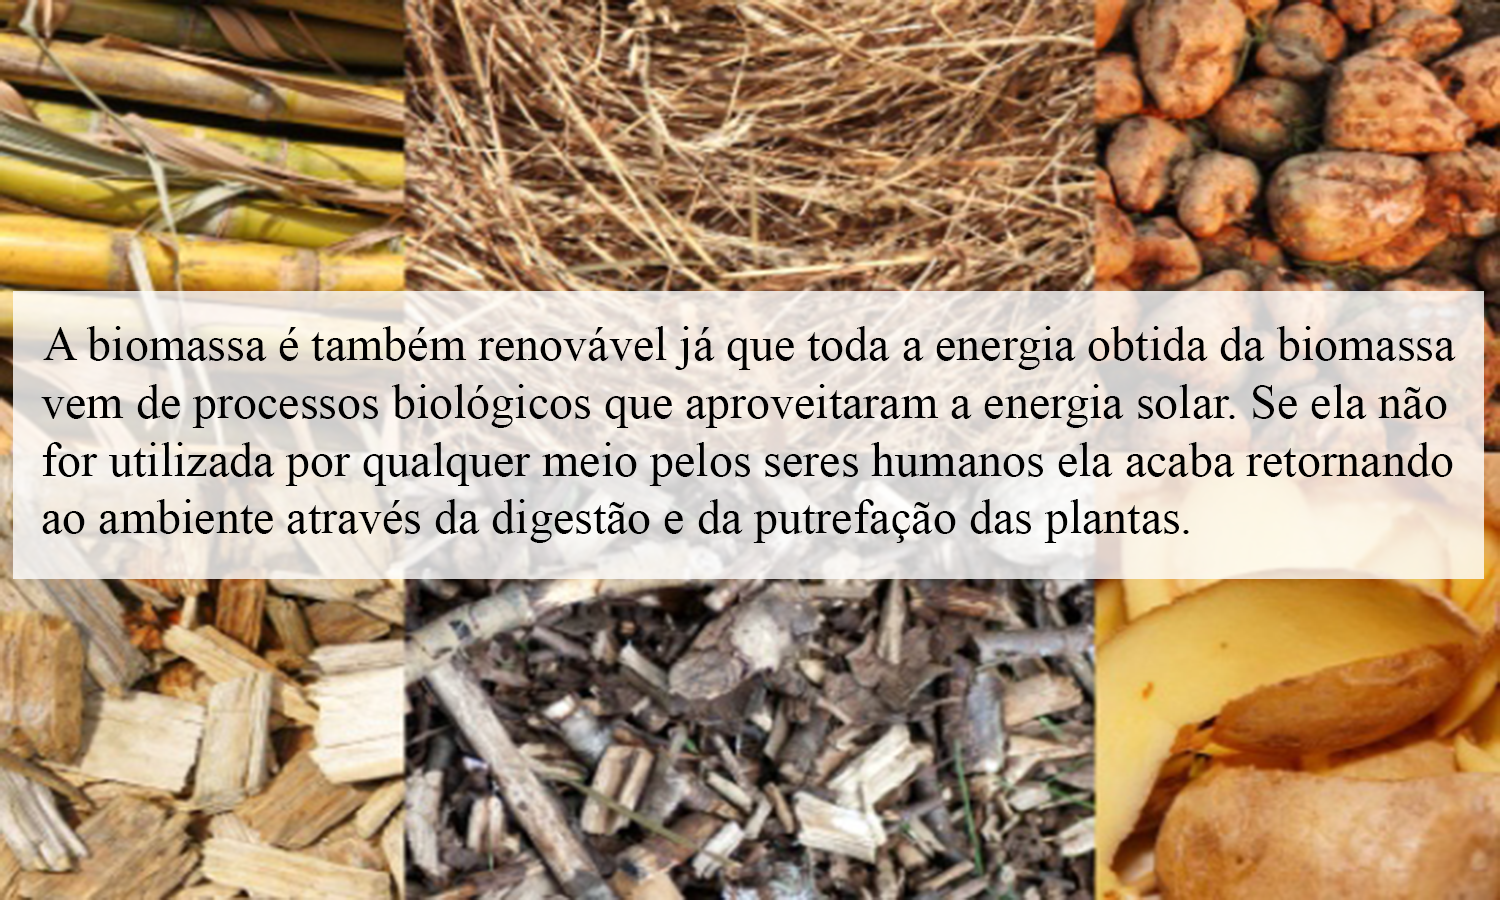 A biomassa é também renovável já que toda a energia obtida da biomassa
vem de processos biológicos que aproveitaram a energia solar. Se ela não
for utilizada por qualquer meio pelos seres humanos ela acaba retornando
ao ambiente através da digestão e da putrefação das plantas.